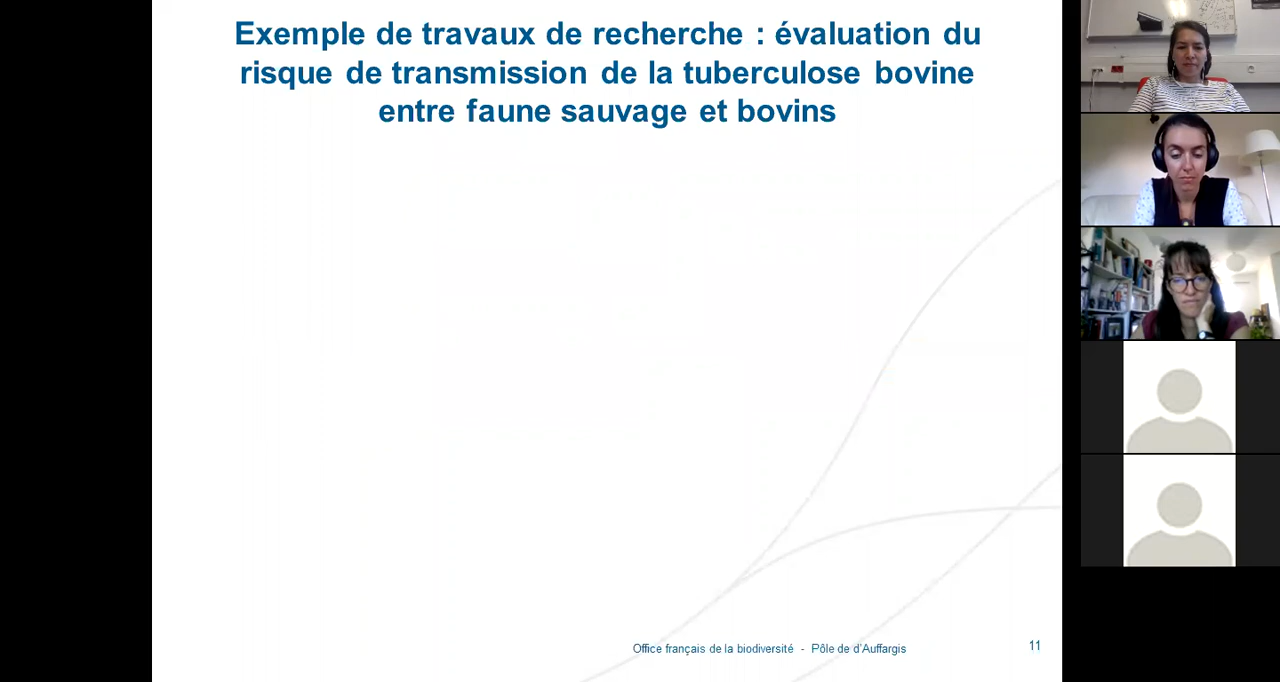 Exemple de travaux de recherche : évaluation du
risque de transmission de la tuberculose bovine
entre faune sauvage et bovins
Office français de la biodiversité - Pôle de d'Auffargis
11